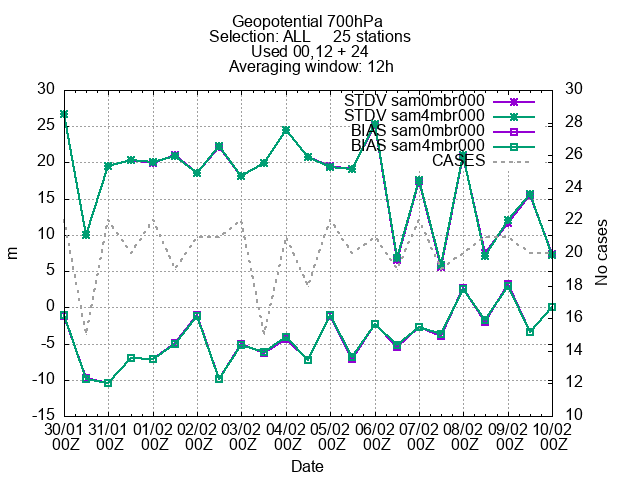 Geopotential 700hPa
Selection: ALL     25 stations
Used 00,12 + 24
Averaging window: 12h
STDV sam0mbr000
STDV sam4mbr000
BIAS sam0mbr000
BIAS sam4mbr000
CASES
30
25
20
15
10
5
0
-5
-10
-15
m
30
28
26
24
22
20
18
16
14
12
10
No cases
30/01 31/01 01/02 02/02 03/02 04/02 05/02 06/02 07/02 08/02 09/02 10/02
00Z 00Z 00Z 00Z 00Z 00Z 00Z 00Z 00Z 00Z 00Z 00Z
Date